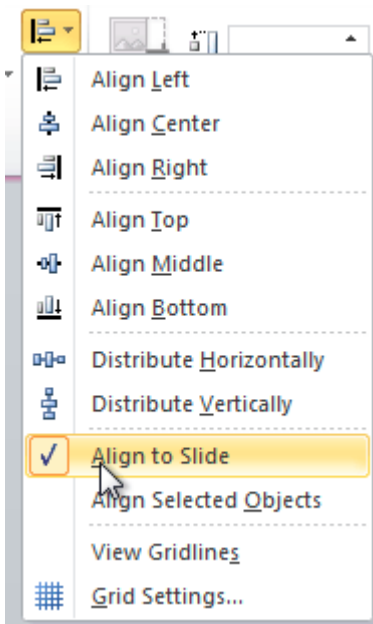 Align Left
Align Center
Align Right
Align Top
Align Middle
Align Bottom
Distribute Horizontally
Distribute Vertically
Align to Slide
Align Selected Objects
View Gridlines
Grid Settings...